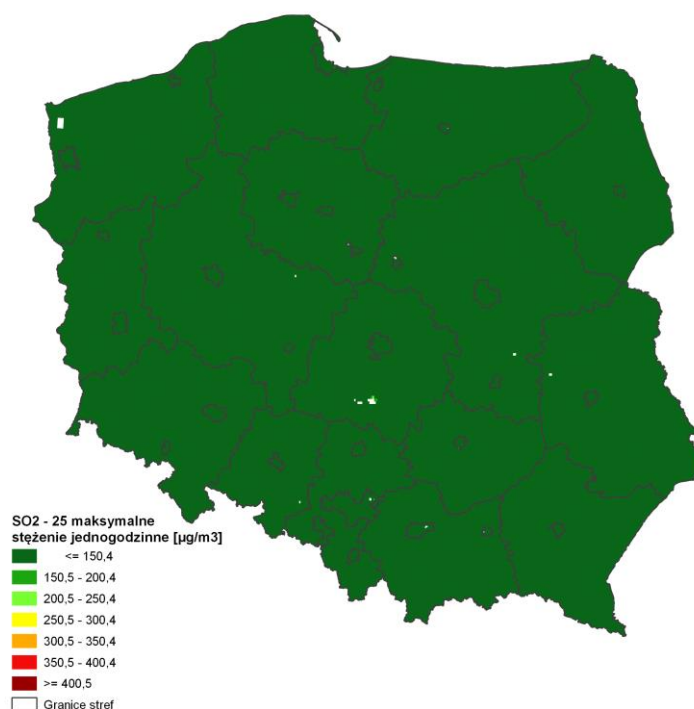 SO2 - 25 maksymalne
stężenie jednogodzinne [µg/m3]
<= 150,4
150,5 - 200,4
200,5 - 250,4
250,5 - 300,4
300,5 - 350,4
350,5 - 400,4
>= 400,5
Granice stref